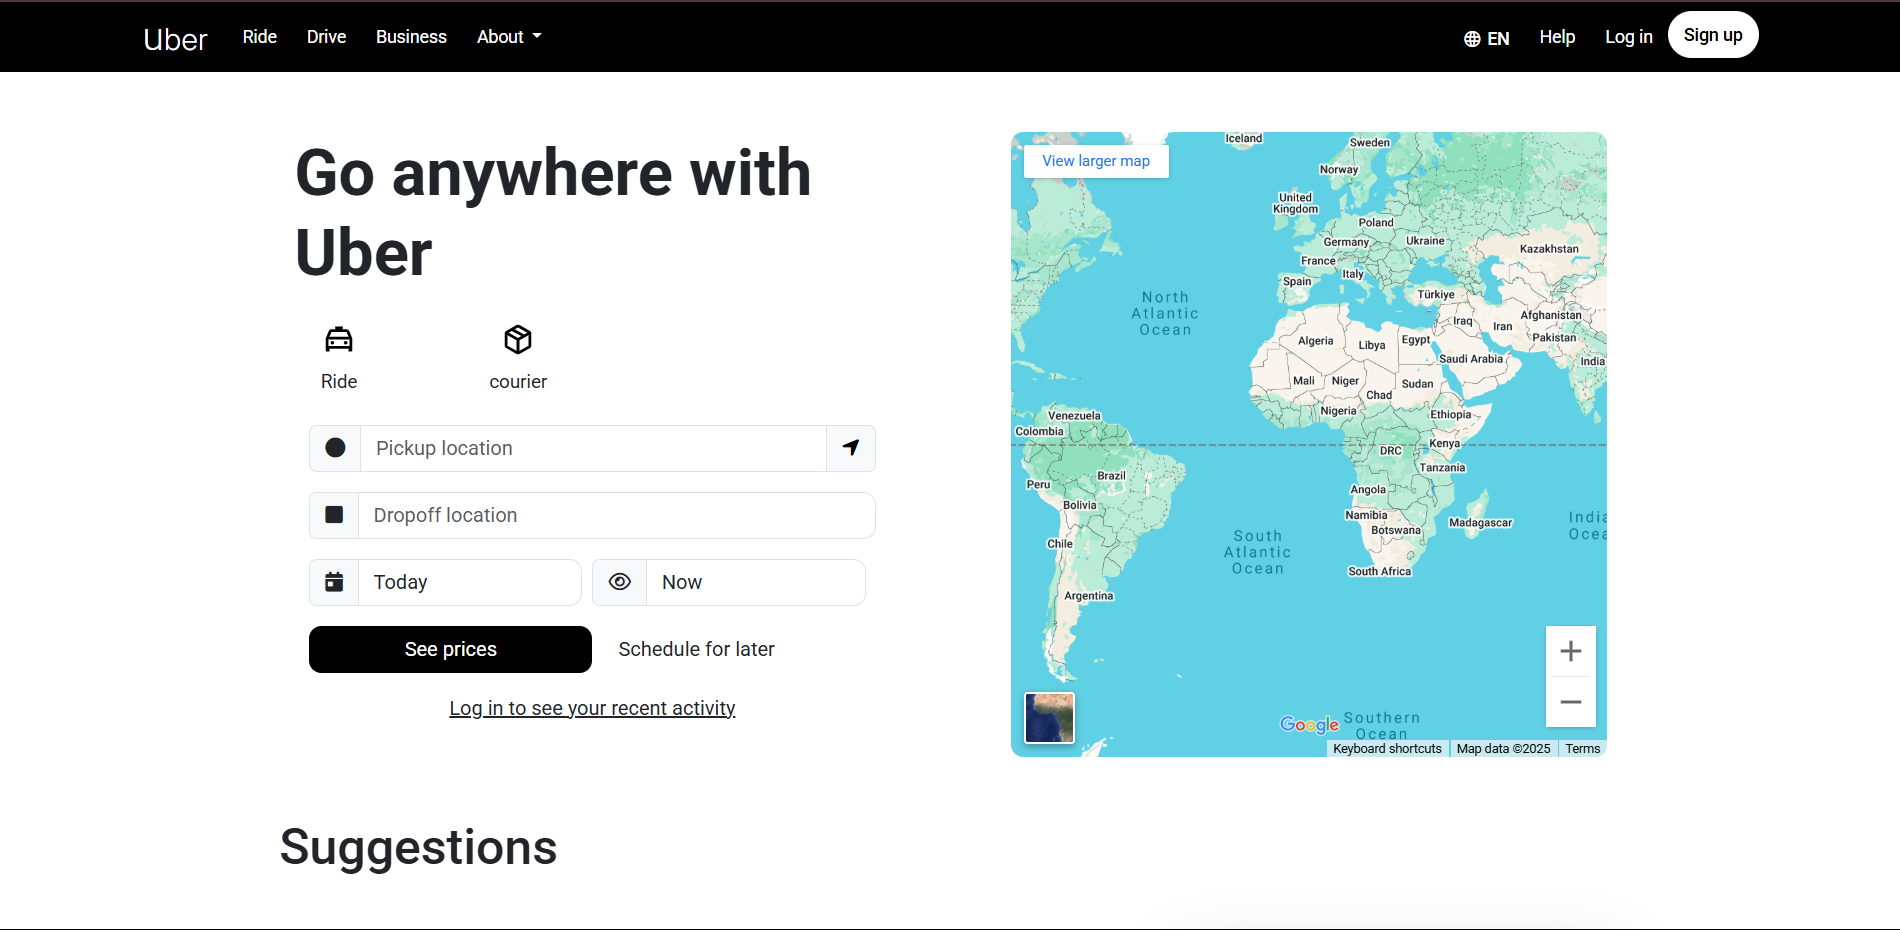 Uber
Ride
Drive
Business
About
EN
Help
Log in
Sign up
Go anywhere with
Uber
Ride
courier
Pickup location
Dropoff location
Today
Now
See prices
Schedule for later
Log in to see your recent activity
View larger map
Iceland
Sweden
Norway
United
Kingdom
Poland
Germany
Ukraine
Kazakhstan
France
Italy
Spain
Türkiye
North
Atlantic
Ocean
Iraq
Iran
Afghanistan
Pakistan
Algeria
Libya
Egypt
Saudi Arabia
India
Mali
Niger
Chad
Sudan
Nigeria
Ethiopia
Venezuela
Colombia
Kenya
DRC
Tanzania
Brazil
Peru
Angola
Bolivia
Namibia
Botswana
Madagascar
India
Ocea
South
Atlantic
Ocean
Chile
South Africa
Argentina
Google
Southern
Ocean
Keyboard shortcuts
Map data ©2025
Terms
Suggestions